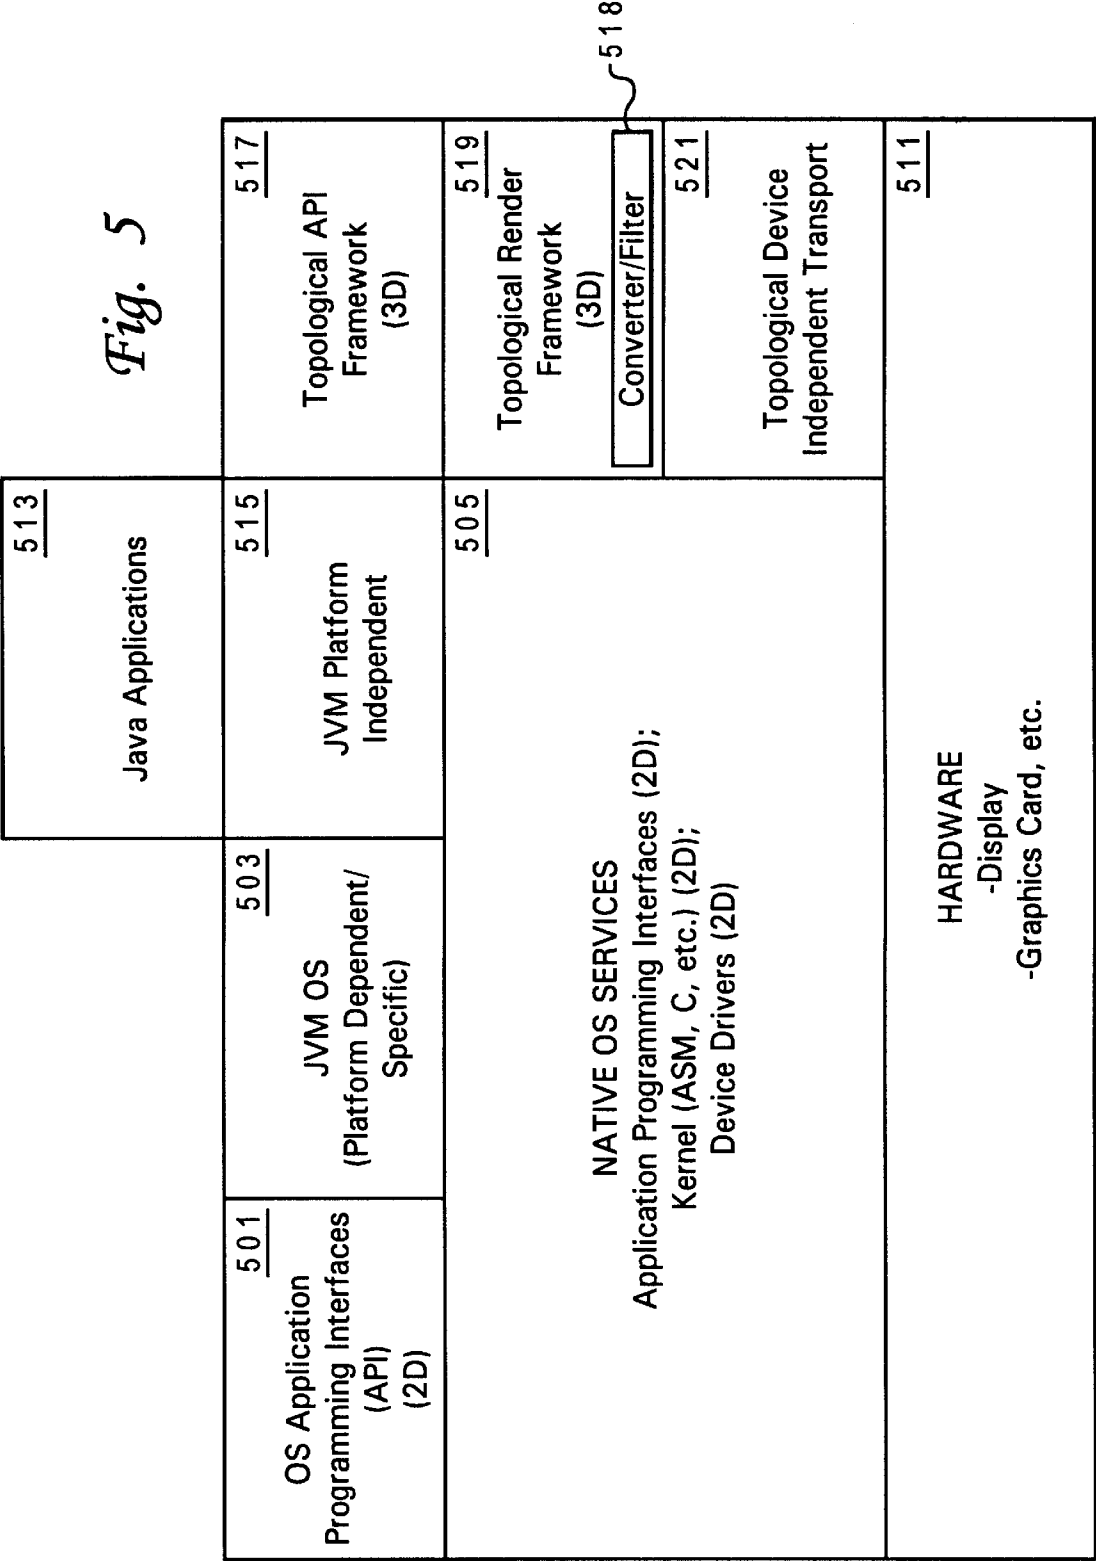 Fig. 5
513
Java Applications
501
OS Application
Programming Interfaces
(API)
(2D)
503
JVM OS
(Platform Dependent/
Specific)
515
JVM Platform
Independent
517
Topological API
Framework
(3D)
505
NATIVE OS SERVICES
Application Programming Interfaces (2D);
Kernel (ASM, C, etc.) (2D);
Device Drivers (2D)
519
Topological Render
Framework
(3D)
Converter/Filter
518
521
Topological Device
Independent Transport
511
HARDWARE
-Display
-Graphics Card, etc.